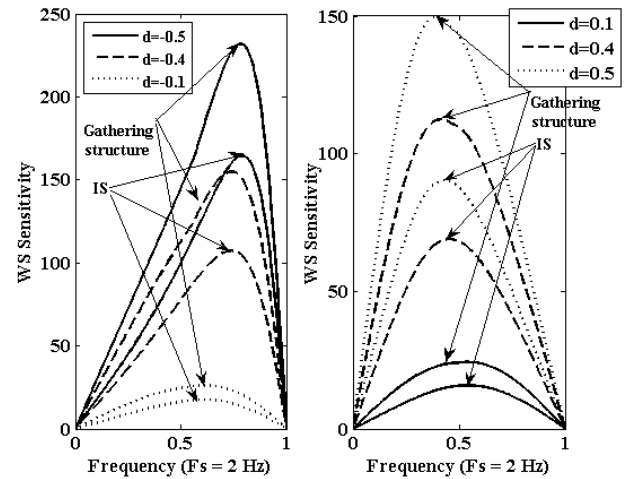 250
200
150
100
50
0
WS Sensitivity
d=-0.5
d=-0.4
d=-0.1
Gathering
structure
IS
0
0.5
1
Frequency (Fs = 2 Hz)
150
100
50
0
WS Sensitivity
d=0.1
d=0.4
d=0.5
Gathering
structure
IS
0
0.5
1
Frequency (Fs = 2 Hz)